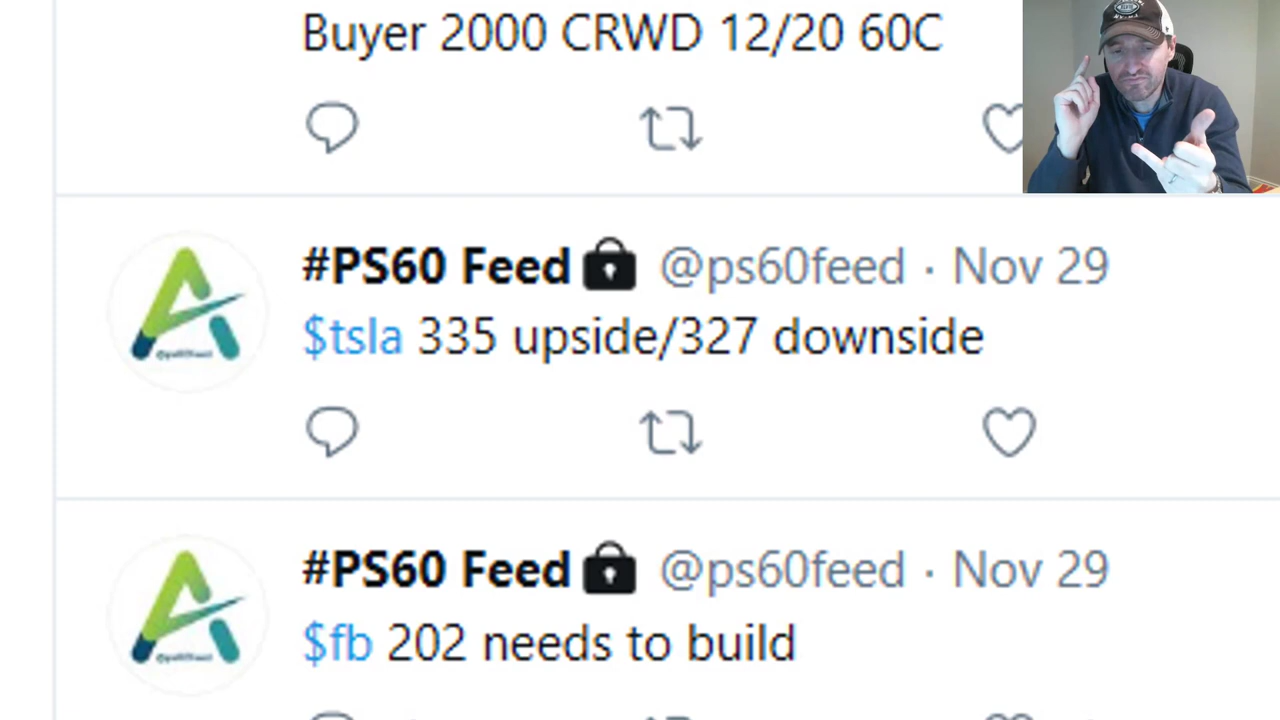 Buyer 2000 CRWD 12/20 60C
#PS60 Feed @ps60feed · Nov 29
$tsla 335 upside/327 downside
#PS60 Feed @ps60feed · Nov 29
$fb 202 needs to build